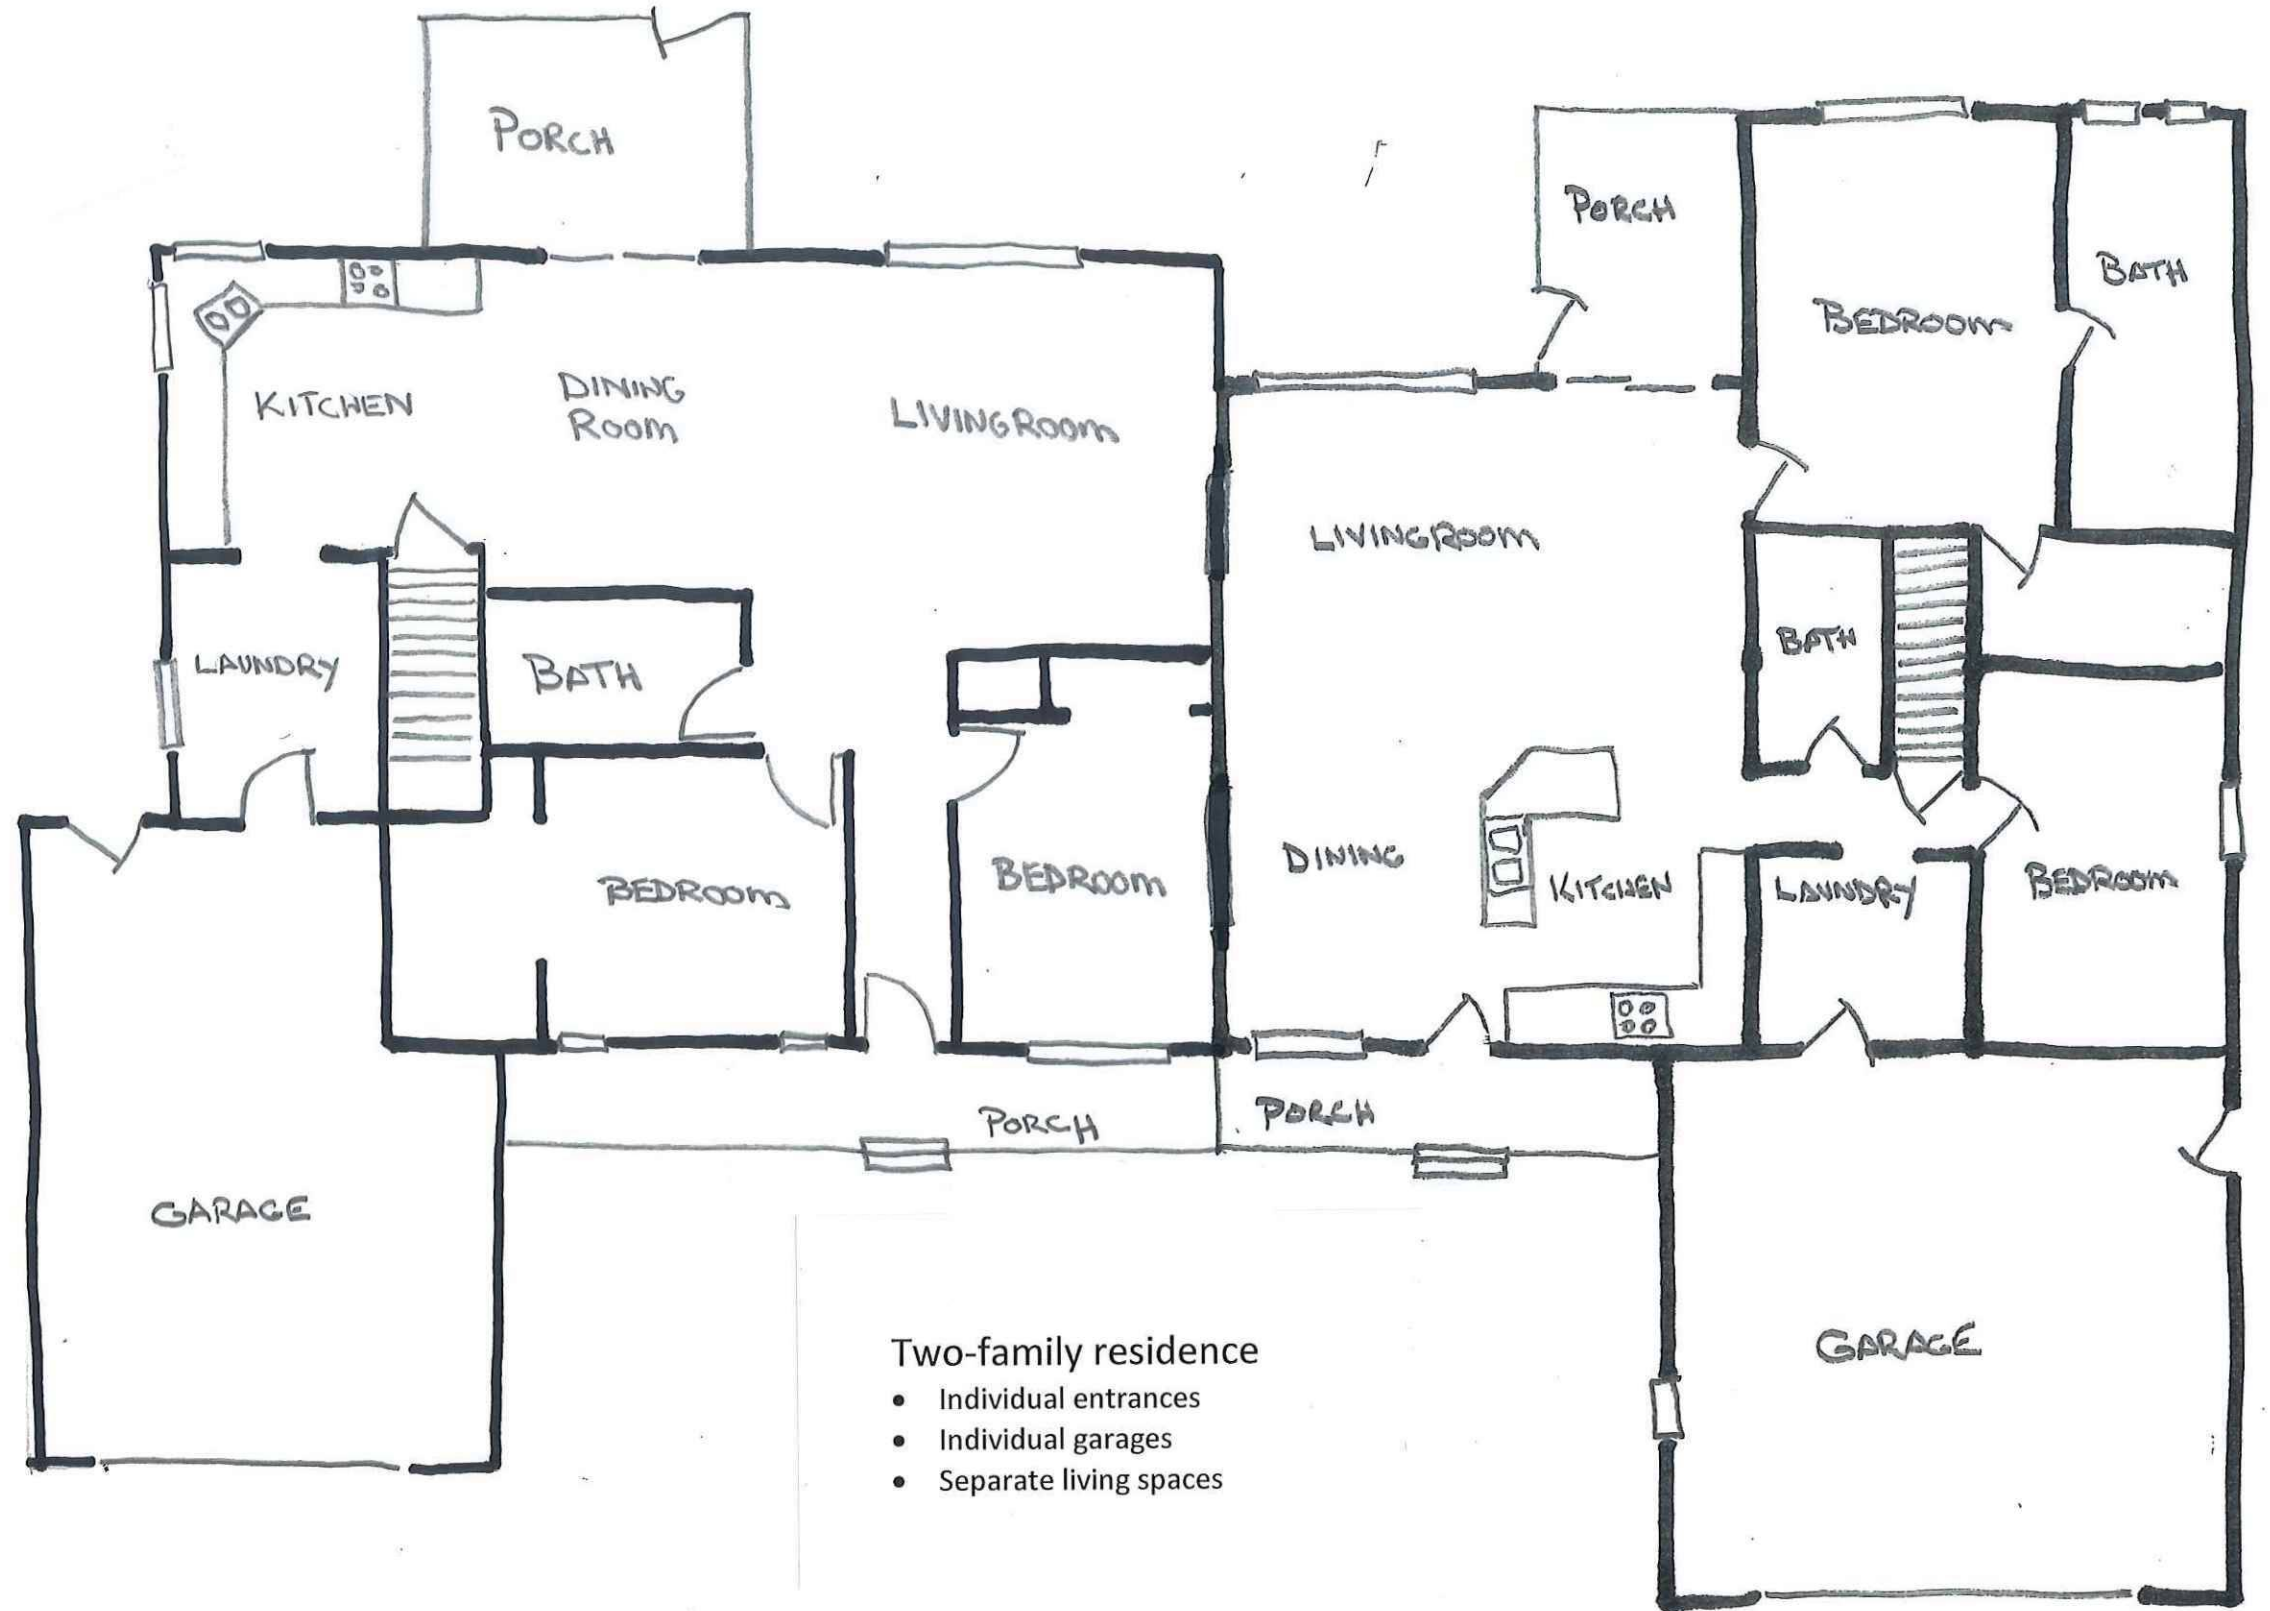 PORCH
PORCH
BATH
BEDROOM
KITCHEN
DINING
ROOM
LIVINGROOM
LIVINGROOM
LAUNDRY
BATH
BATH
BEDROOM
BEDROOM
DINING
KITCHEN
LAUNDRY
BEDROOM
PORCH
PORCH
GARAGE
GARAGE
Two-family residence
• Individual entrances
• Individual garages
• Separate living spaces